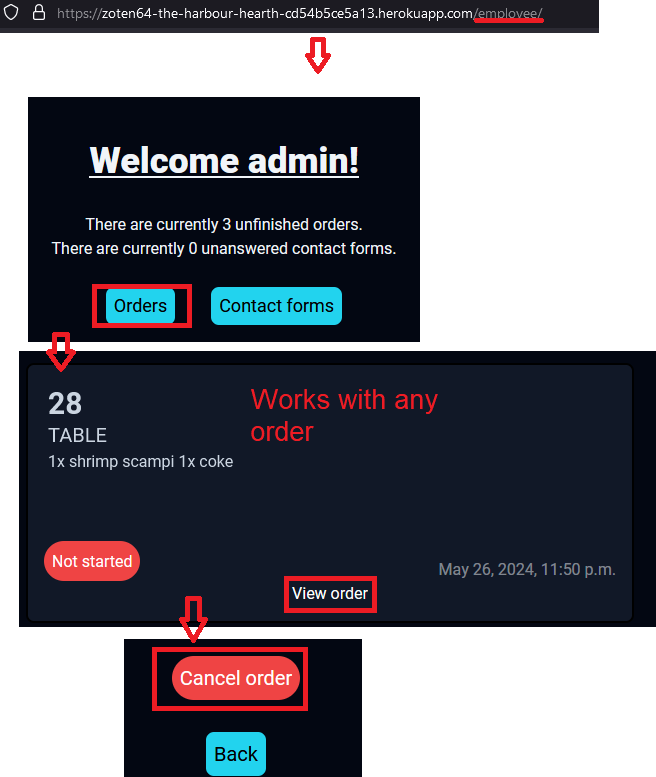 https://zoten64-the-harbour-hearth-cd54b5ce5a13.herokuapp.com/employee/
Welcome admin!
There are currently 3 unfinished orders.
There are currently 0 unanswered contact forms.
Orders Contact forms
28
Works with any
order
TABLE
1x shrimp scampi 1x coke
Not started
May 26, 2024, 11:50 p.m.
View order
Cancel order
Back